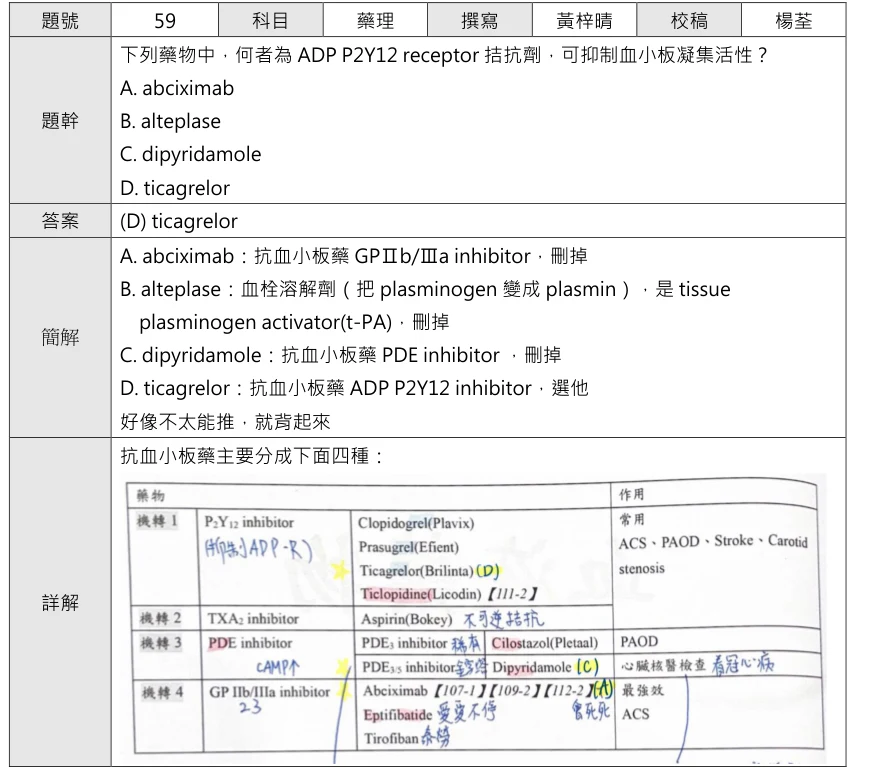 題號 59 科目 藥理 撰寫 黃梓晴 校稿 楊荃
題幹
下列藥物中，何者為 ADP P2Y12 receptor 拮抗劑，可抑制血小板凝集活性？
A. abciximab
B. alteplase
C. dipyridamole
D. ticagrelor
答案 (D) ticagrelor
簡解
A. abciximab：抗血小板藥 GPⅡb/Ⅲa inhibitor，刪掉
B. alteplase：血栓溶解劑（把 plasminogen 變成 plasmin），是 tissue
plasminogen activator(t-PA)，刪掉
C. dipyridamole：抗血小板藥 PDE inhibitor ，刪掉
D. ticagrelor：抗血小板藥 ADP P2Y12 inhibitor，選他
好像不太能推，就背起來
詳解
抗血小板藥主要分成下面四種：
藥物 作用
機轉 1 P₂Y₁₂ inhibitor Clopidogrel(Plavix) 常用
(抑制ADP-R) Prasugrel(Efient) ACS、PAOD、Stroke、Carotid
Ticagrelor(Brilinta) (D) stenosis
Ticlopidine(Licodin)【111-2】
機轉 2 TXA₂ inhibitor Aspirin(Bokey) 不可逆拮抗
機轉 3 PDE inhibitor PDE₃ inhibitor Cilostazol(Pletaal) PAOD
CAMP↑ PDE₃/₅ inhibitor Dipyridamole (C) 心臟核醫檢查 看冠心病
機轉 4 GP IIb/IIIa inhibitor Abciximab【107-1】【109-2】【112-2】(A) 最強效
23 Eptifibatide 愛愛不停 ACS
Tirofiban